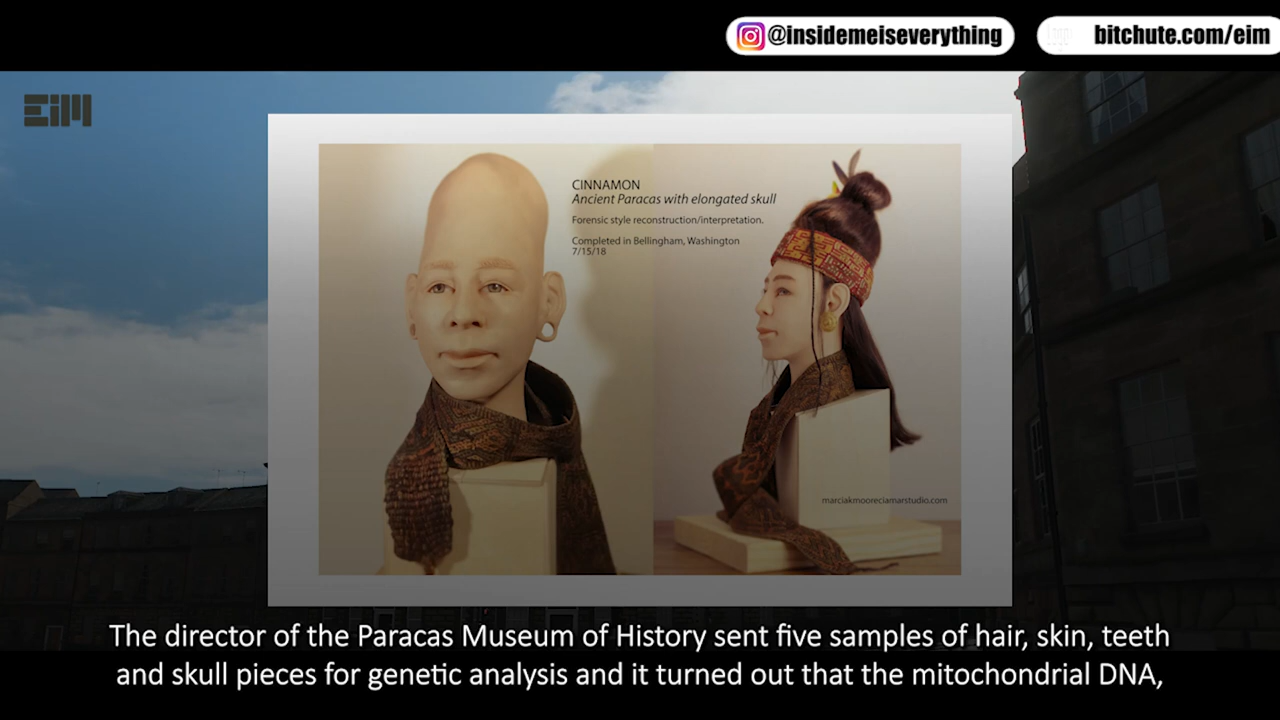 @insidemeiseverything
bitchute.com/eim
EiM
CINNAMON
Ancient Paracas with elongated skull
Forensic style reconstruction/interpretation.
Completed in Bellingham, Washington
7/15/18
marciakmooreciamarstudio.com
The director of the Paracas Museum of History sent five samples of hair, skin, teeth
and skull pieces for genetic analysis and it turned out that the mitochondrial DNA,